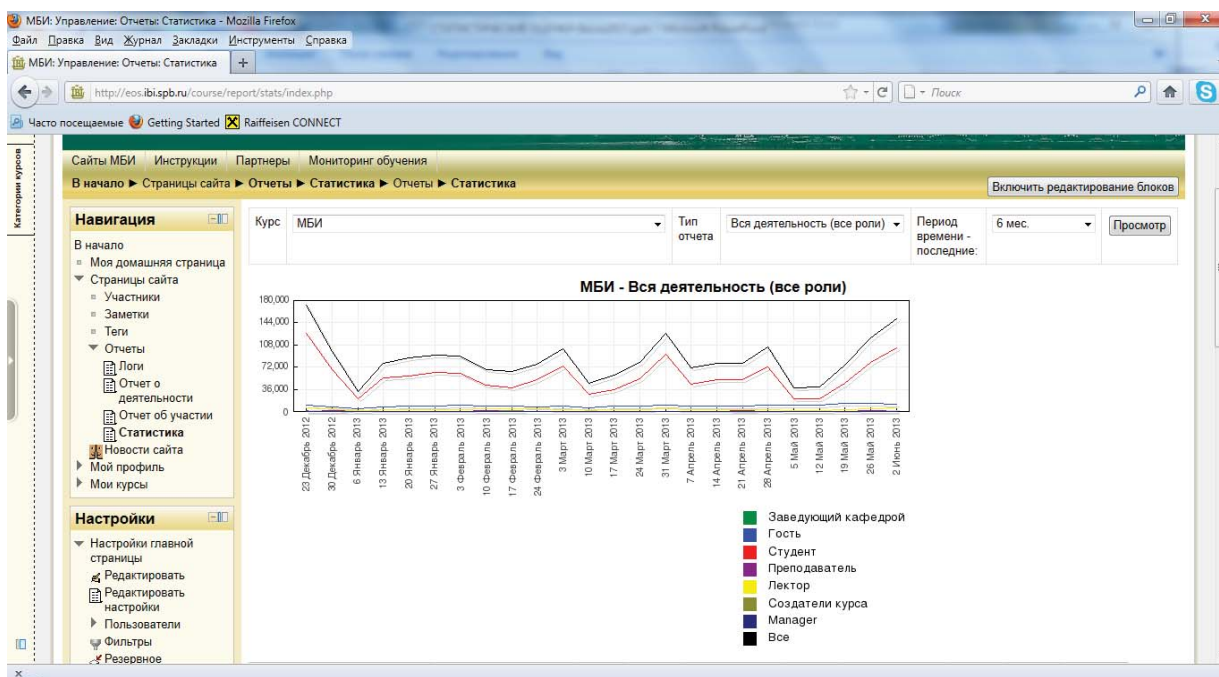 МБИ: Управление: Отчеты: Статистика - Mozilla Firefox
Файл Правка Вид Журнал Закладки Инструменты Справка
МБИ: Управление: Отчеты: Статистика +
http://eos.ibi.spb.ru/course/report/stats/index.php
Поиск
Часто посещаемые Getting Started Raiffeisen CONNECT
Категории курсов
Сайты МБИ Инструкции Партнеры Мониторинг обучения
В начало ► Страницы сайта ► Отчеты ► Статистика ► Отчеты ► Статистика
Включить редактирование блоков
Навигация
В начало
Моя домашняя страница
Страницы сайта
Участники
Заметки
Теги
Отчеты
Логи
Отчет о
деятельности
Отчет об участии
Статистика
Новости сайта
Мой профиль
Мои курсы
Настройки
Настройки главной
страницы
Редактировать
Редактировать
настройки
Пользователи
Фильтры
Резервное
Курс МБИ
Тип
отчета
Вся деятельность (все роли)
Период
времени -
последние:
6 мес.
Просмотр
МБИ - Вся деятельность (все роли)
180,000
144,000
108,000
72,000
36,000
0
23 Декабрь 2012
30 Декабрь 2012
6 Январь 2013
13 Январь 2013
20 Январь 2013
27 Январь 2013
3 Февраль 2013
10 Февраль 2013
17 Февраль 2013
24 Февраль 2013
3 Март 2013
10 Март 2013
17 Март 2013
24 Март 2013
31 Март 2013
7 Апрель 2013
14 Апрель 2013
21 Апрель 2013
28 Апрель 2013
5 Май 2013
12 Май 2013
19 Май 2013
26 Май 2013
2 Июнь 2013
Заведующий кафедрой
Гость
Студент
Преподаватель
Лектор
Создатели курса
Manager
Все